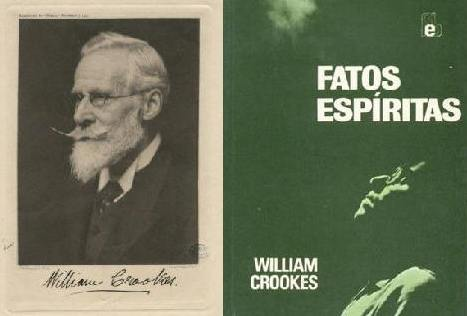 William Crookes.
FATOS
ESPÍRITAS
WILLIAM
CROOKES
e